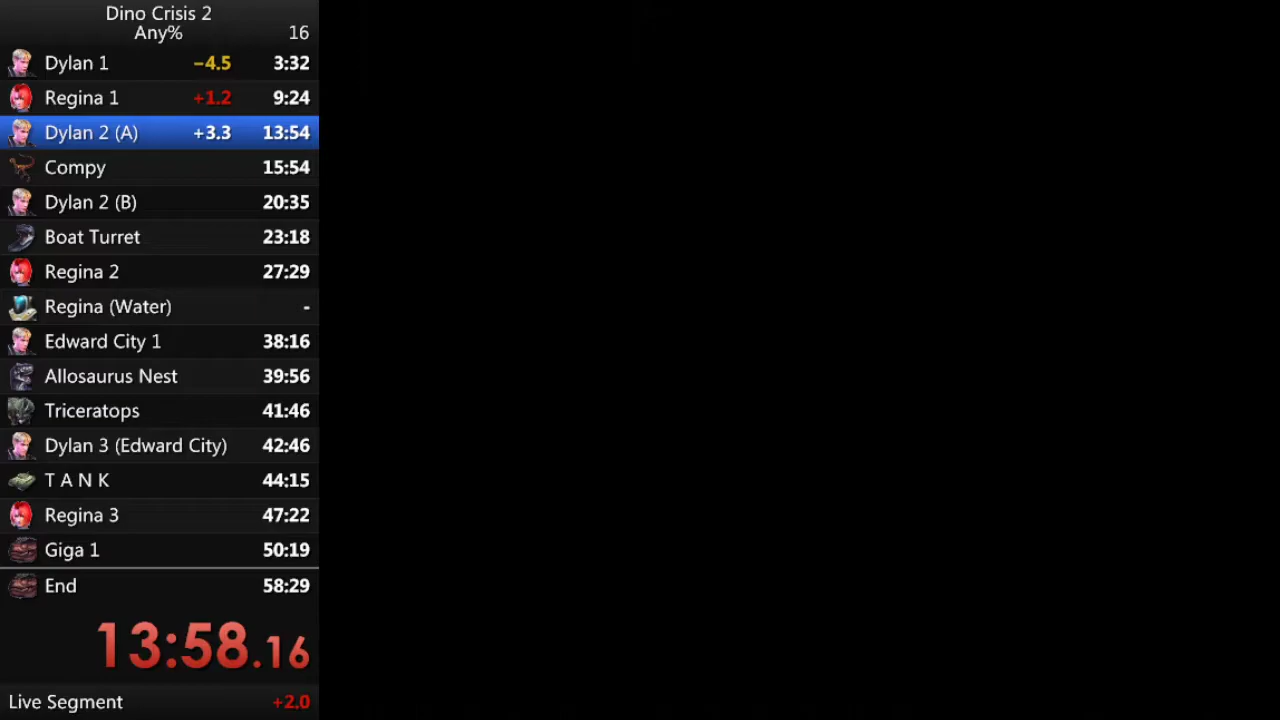 Dino Crisis 2
Any% 16
Dylan 1 −4.5 3:32
Regina 1 +1.2 9:24
Dylan 2 (A) +3.3 13:54
Compy 15:54
Dylan 2 (B) 20:35
Boat Turret 23:18
Regina 2 27:29
Regina (Water) -
Edward City 1 38:16
Allosaurus Nest 39:56
Triceratops 41:46
Dylan 3 (Edward City) 42:46
T A N K 44:15
Regina 3 47:22
Giga 1 50:19
End 58:29
13:58.16
Live Segment +2.0